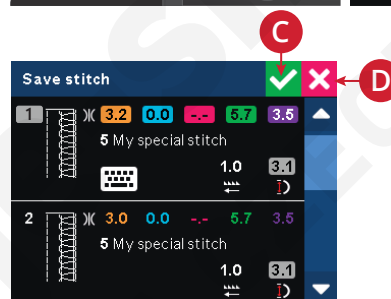 C
Save stitch
D
1 3.2 0.0 -.- 5.7 3.5
5 My special stitch
1.0 3.1
2 3.0 0.0 -.- 5.7 3.5
5 My special stitch
1.0 3.1